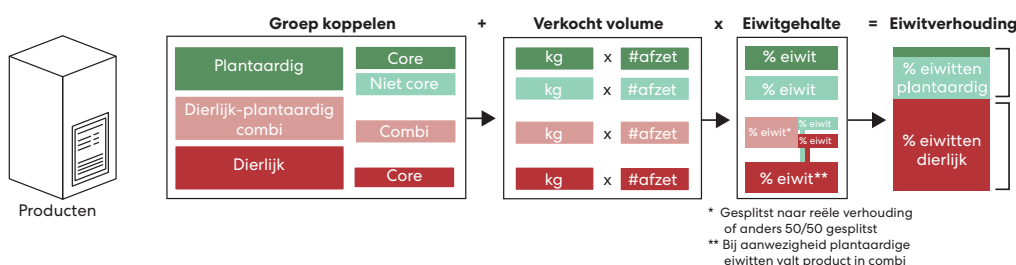 Groep koppelen + Verkocht volume x Eiwitgehalte = Eiwitverhouding
Plantaardig
Core
Niet core
Dierlijk-plantaardig
combi
Combi
Dierlijk
Core
kg x #afzet
kg x #afzet
kg x #afzet
kg x #afzet
% eiwit
% eiwit
% eiwit*
% eiwit
% eiwit
% eiwit**
% eiwitten
plantaardig
% eiwitten
dierlijk
Producten
* Gesplitst naar reële verhouding
of anders 50/50 gesplitst
** Bij aanwezigheid plantaardige
eiwitten valt product in combi